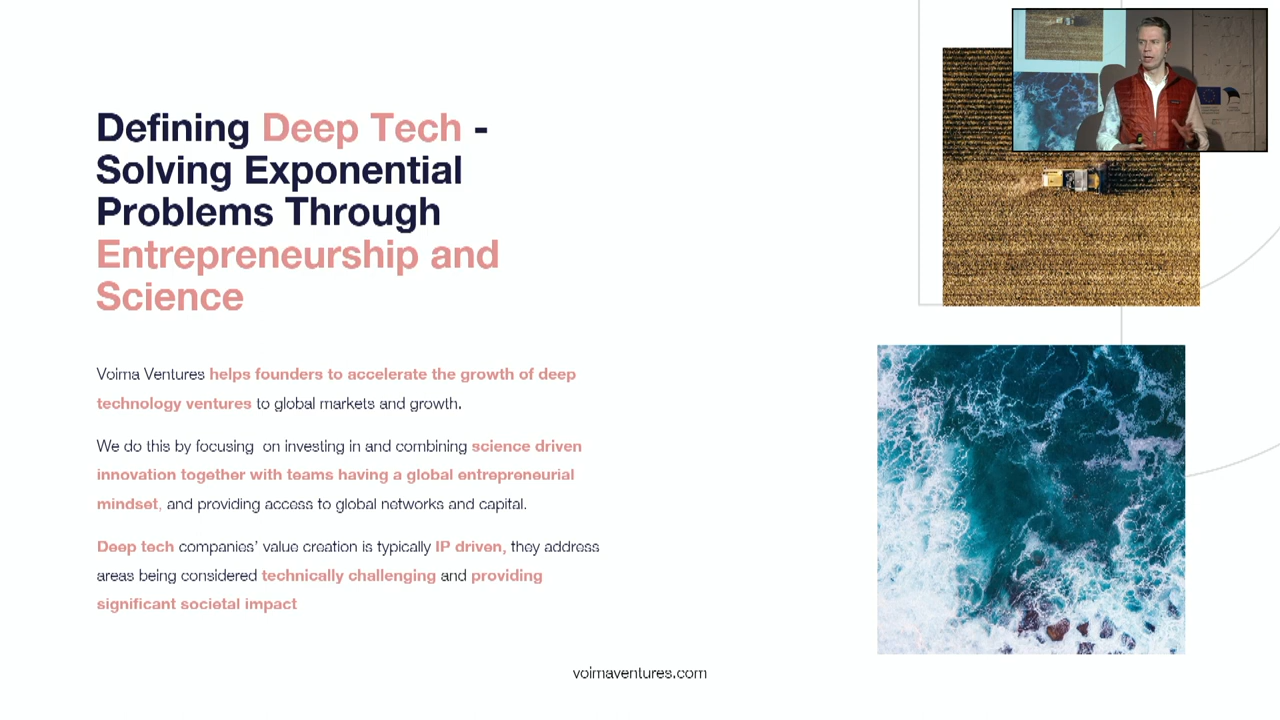 Defining Deep Tech -
Solving Exponential
Problems Through
Entrepreneurship and
Science
Voima Ventures helps founders to accelerate the growth of deep
technology ventures to global markets and growth.
We do this by focusing  on investing in and combining science driven
innovation together with teams having a global entrepreneurial
mindset, and providing access to global networks and capital.
Deep tech companies’ value creation is typically IP driven, they address
areas being considered technically challenging and providing
significant societal impact
voimaventures.com